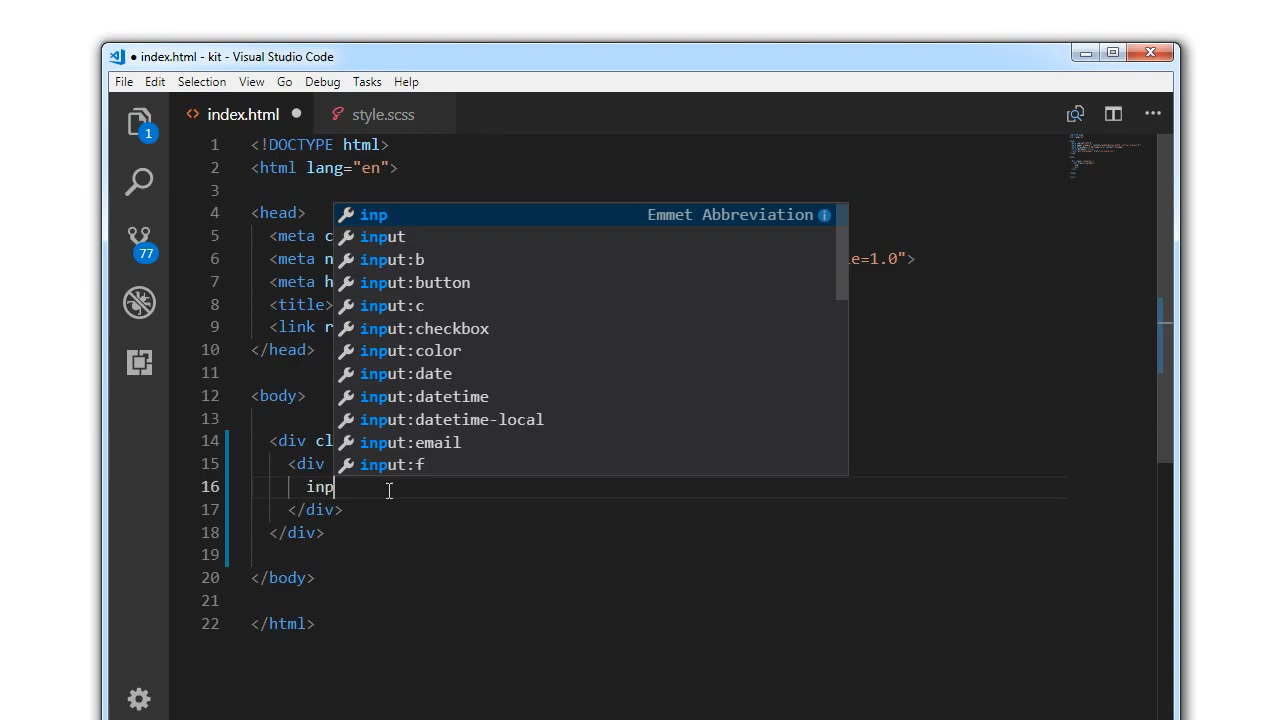 ● index.html - kit - Visual Studio Code
File Edit Selection View Go Debug Tasks Help
<> index.html ● style.scss
1 <!DOCTYPE html>
2 <html lang="en">
3
4 <head>
inp Emmet Abbreviation
5 <meta c
input
6 <meta n le=1.0">
input:b
7 <meta h
input:button
8 <title>
input:c
9 <link r
input:checkbox
10 </head>
input:color
11
input:date
12 <body>
input:datetime
13
input:datetime-local
14 <div cl
input:email
15 <div
input:f
16 inp
17 </div>
18 </div>
19
20 </body>
21
22 </html>
1
77